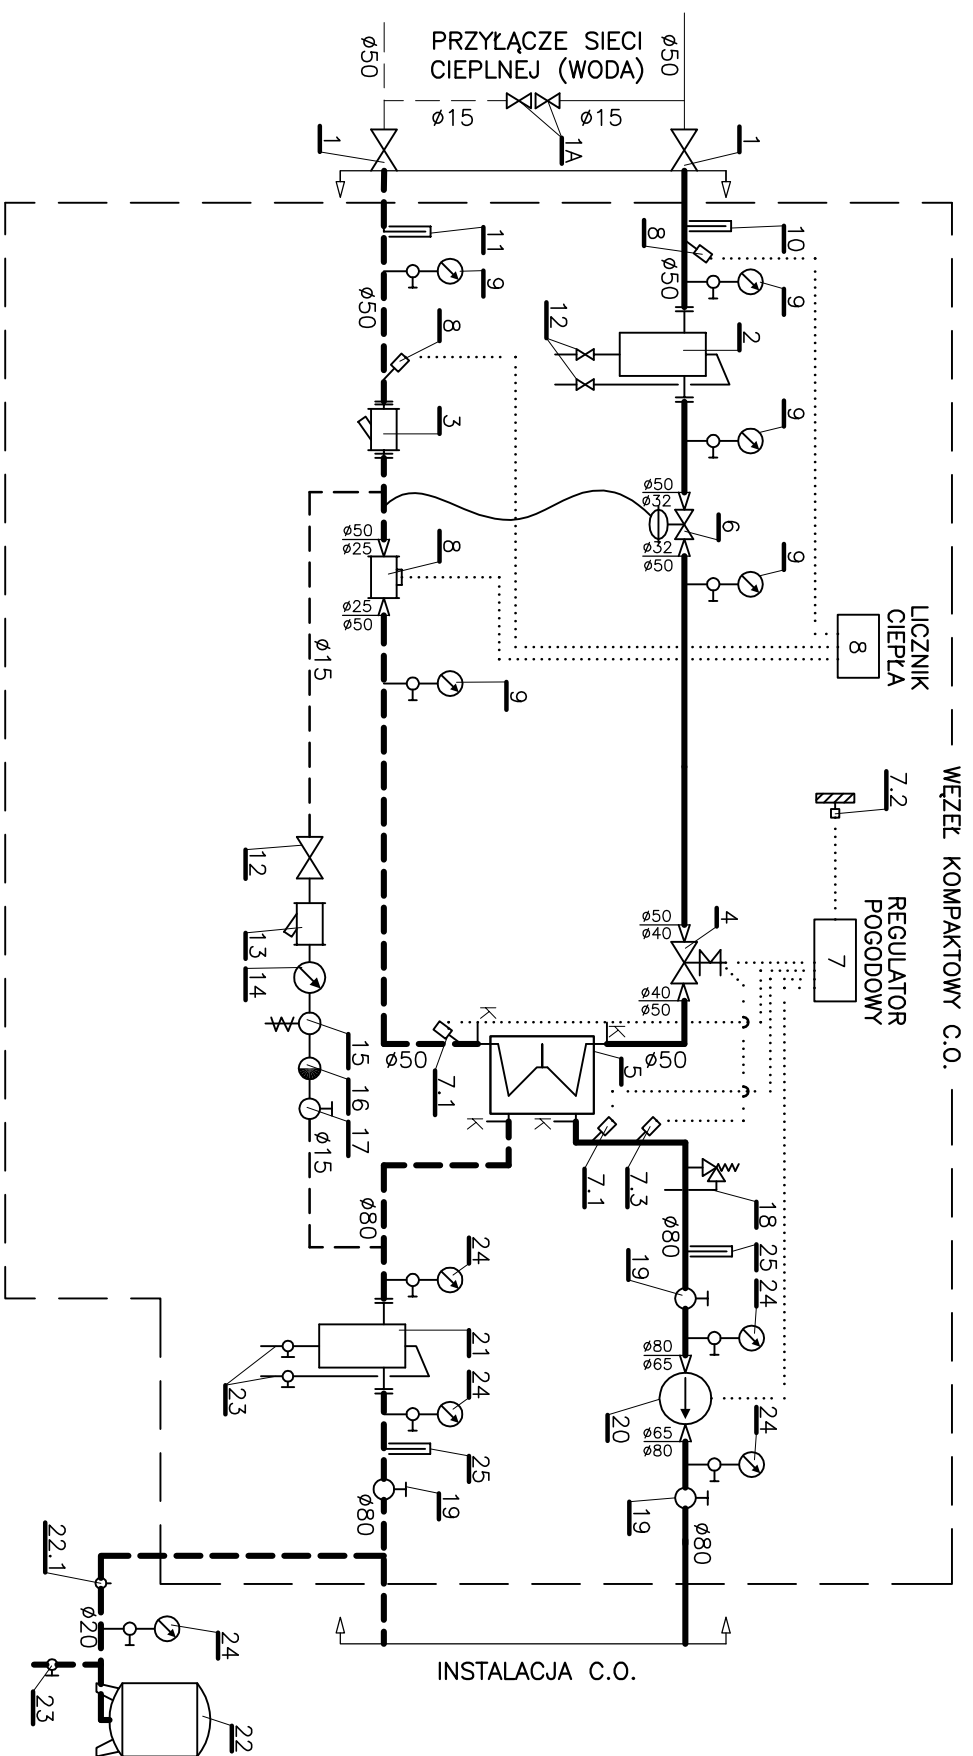 PRZYŁĄCZE SIECI
CIEPLNEJ (WODA)
ø50
ø50
ø15
ø15
1A
1
1
WĘZEŁ KOMPAKTOWY C.O.
10
8
9
ø50
2
12
9
ø50
ø32
6
ø32
ø50
9
LICZNIK
CIEPŁA
8
7.2
REGULATOR
POGODOWY
7
4
ø50
ø40
ø40
ø50
ø50
5
K
K
K
K
7.1
7.1
7.3
11
9
ø50
8
3
ø50
ø25
8
ø25
ø50
9
ø15
12
13
14
15
16
17
ø15
ø50
18
ø80
25
19
24
ø80
ø65
20
ø65
ø80
24
19
ø80
ø80
24
21
23
24
25
19
ø80
22.1
ø20
24
23
22
INSTALACJA C.O.